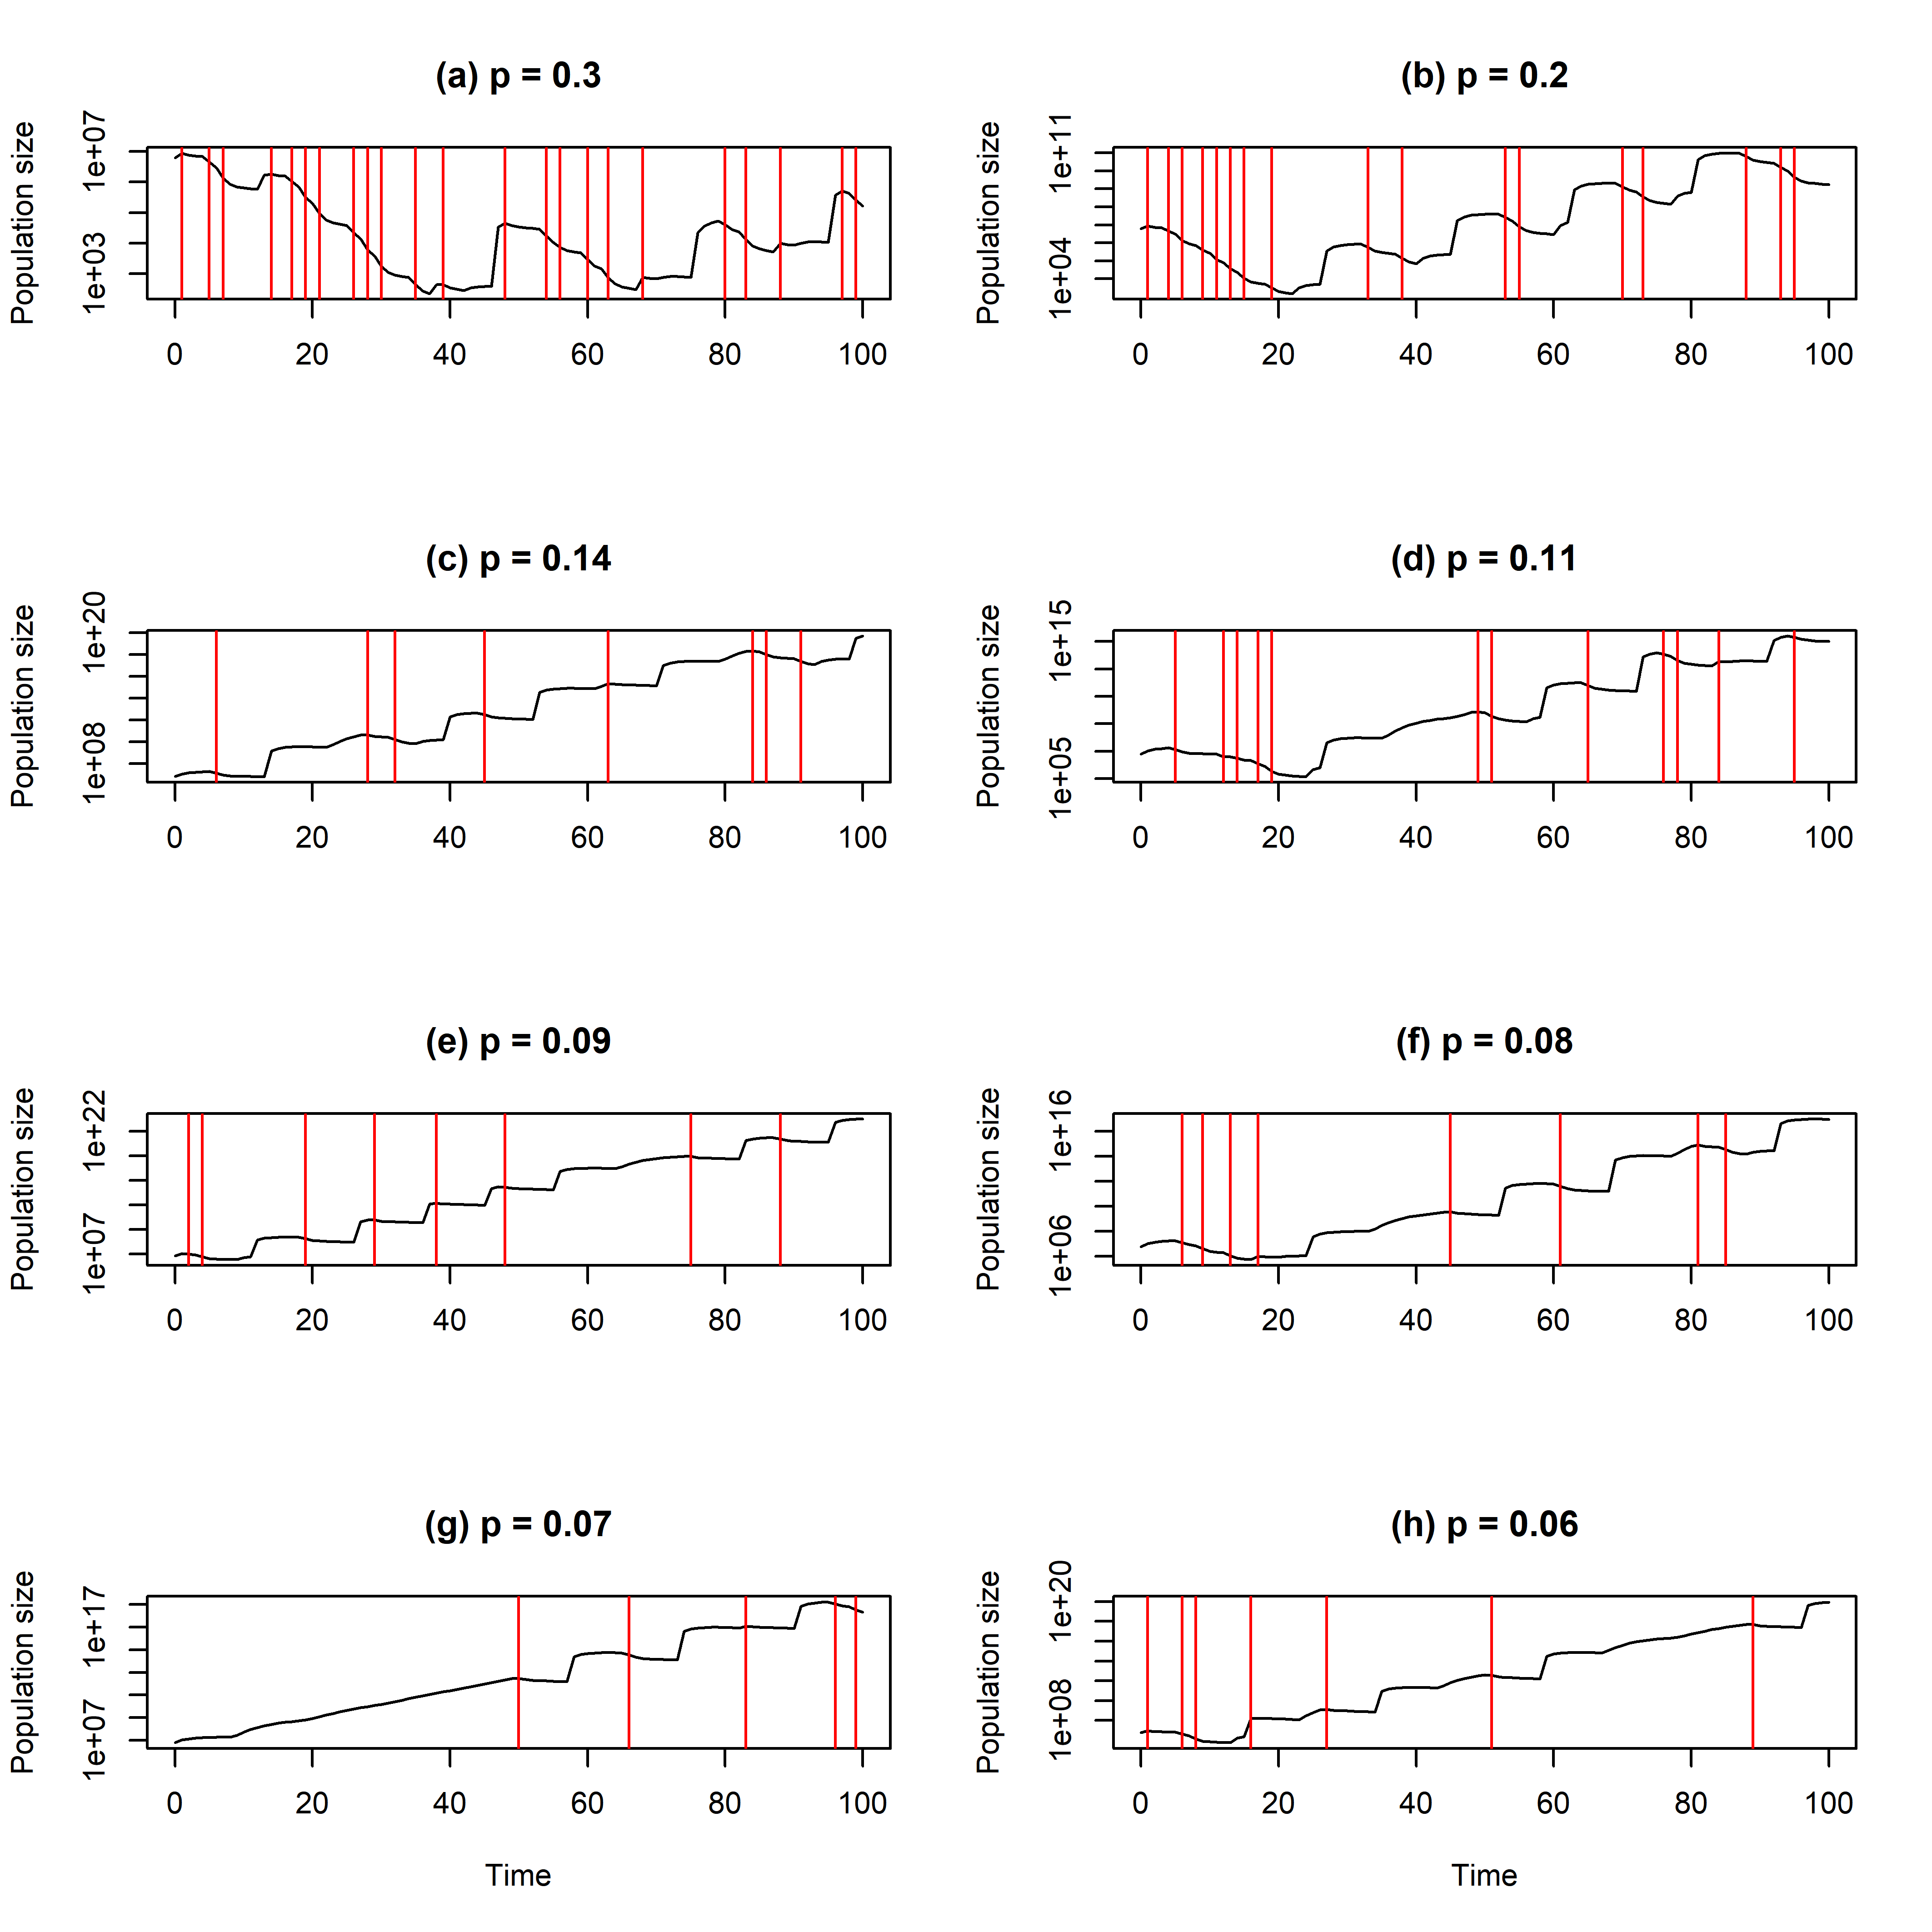 (a) p = 0.3
Population size
1e+07
1e+03
0 20 40 60 80 100
(b) p = 0.2
Population size
1e+11
1e+04
0 20 40 60 80 100
(c) p = 0.14
Population size
1e+20
1e+08
0 20 40 60 80 100
(d) p = 0.11
Population size
1e+15
1e+05
0 20 40 60 80 100
(e) p = 0.09
Population size
1e+22
1e+07
0 20 40 60 80 100
(f) p = 0.08
Population size
1e+16
1e+06
0 20 40 60 80 100
(g) p = 0.07
Population size
1e+17
1e+07
0 20 40 60 80 100
Time
(h) p = 0.06
Population size
1e+20
1e+08
0 20 40 60 80 100
Time